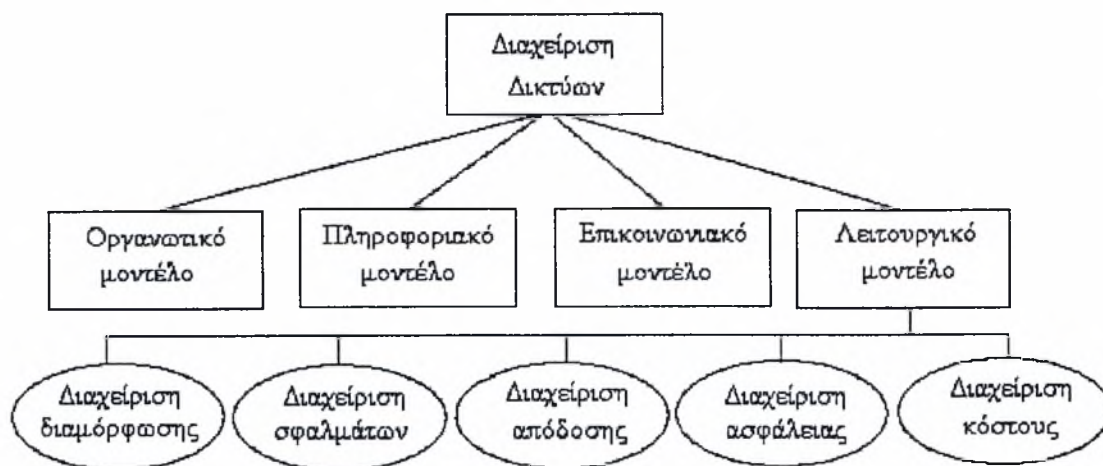 Διαχείριση
Δικτύων
Οργανωτικό
μοντέλο
Πληροφοριακό
μοντέλο
Επικοινωνιακό
μοντέλο
Λειτουργικό
μοντέλο
Διαχείριση
διαμόρφωσης
Διαχείριση
σφαλμάτων
Διαχείριση
απόδοσης
Διαχείριση
ασφάλειας
Διαχείριση
κόστους